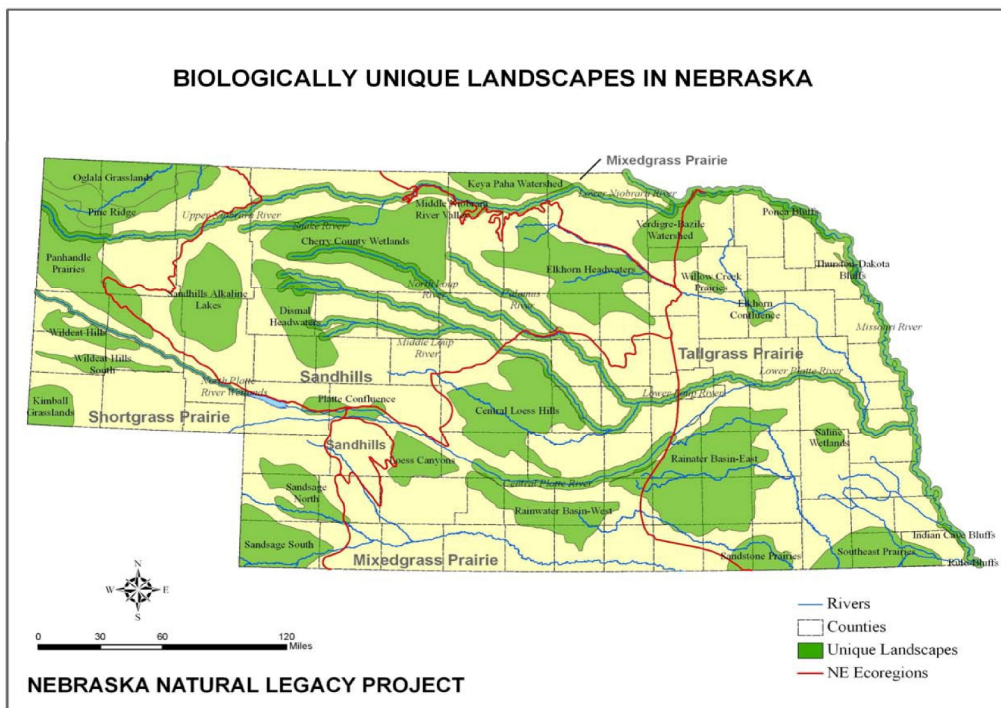 BIOLOGICALLY UNIQUE LANDSCAPES IN NEBRASKA
Mixedgrass Prairie
Oglala Grasslands
Pine Ridge
Upper Niobrara River
Snake River
Middle Niobrara
River Valley
Keya Paha Watershed
Lower Niobrara River
Verdigre-Bazile
Watershed
Ponca Bluffs
Panhandle
Prairies
Cherry County Wetlands
Elkhorn Headwaters
Willow Creek
Prairies
Thurston-Dakota
Bluffs
Sandhills Alkaline
Lakes
Dismal
Headwaters
North Loup
River
Calamus
River
Elkhorn
Confluence
Missouri River
Wildcat Hills
Wildcat Hills
South
Middle Loup
River
Tallgrass Prairie
Kimball
Grasslands
North Platte
River Wetlands
Sandhills
Platte Confluence
Lower Loup River
Lower Platte River
Shortgrass Prairie
Central Loess Hills
Sandhills
Loess Canyons
Saline
Wetlands
Rainater Basin-East
Sandsage
North
Central Platte River
Rainwater Basin-West
Sandsage South
Mixedgrass Prairie
Sandstone Prairies
Southeast Prairies
Indian Cave Bluffs
Rulo Bluffs
N
W
E
S
0
30
60
120
Miles
Rivers
Counties
Unique Landscapes
NE Ecoregions
NEBRASKA NATURAL LEGACY PROJECT